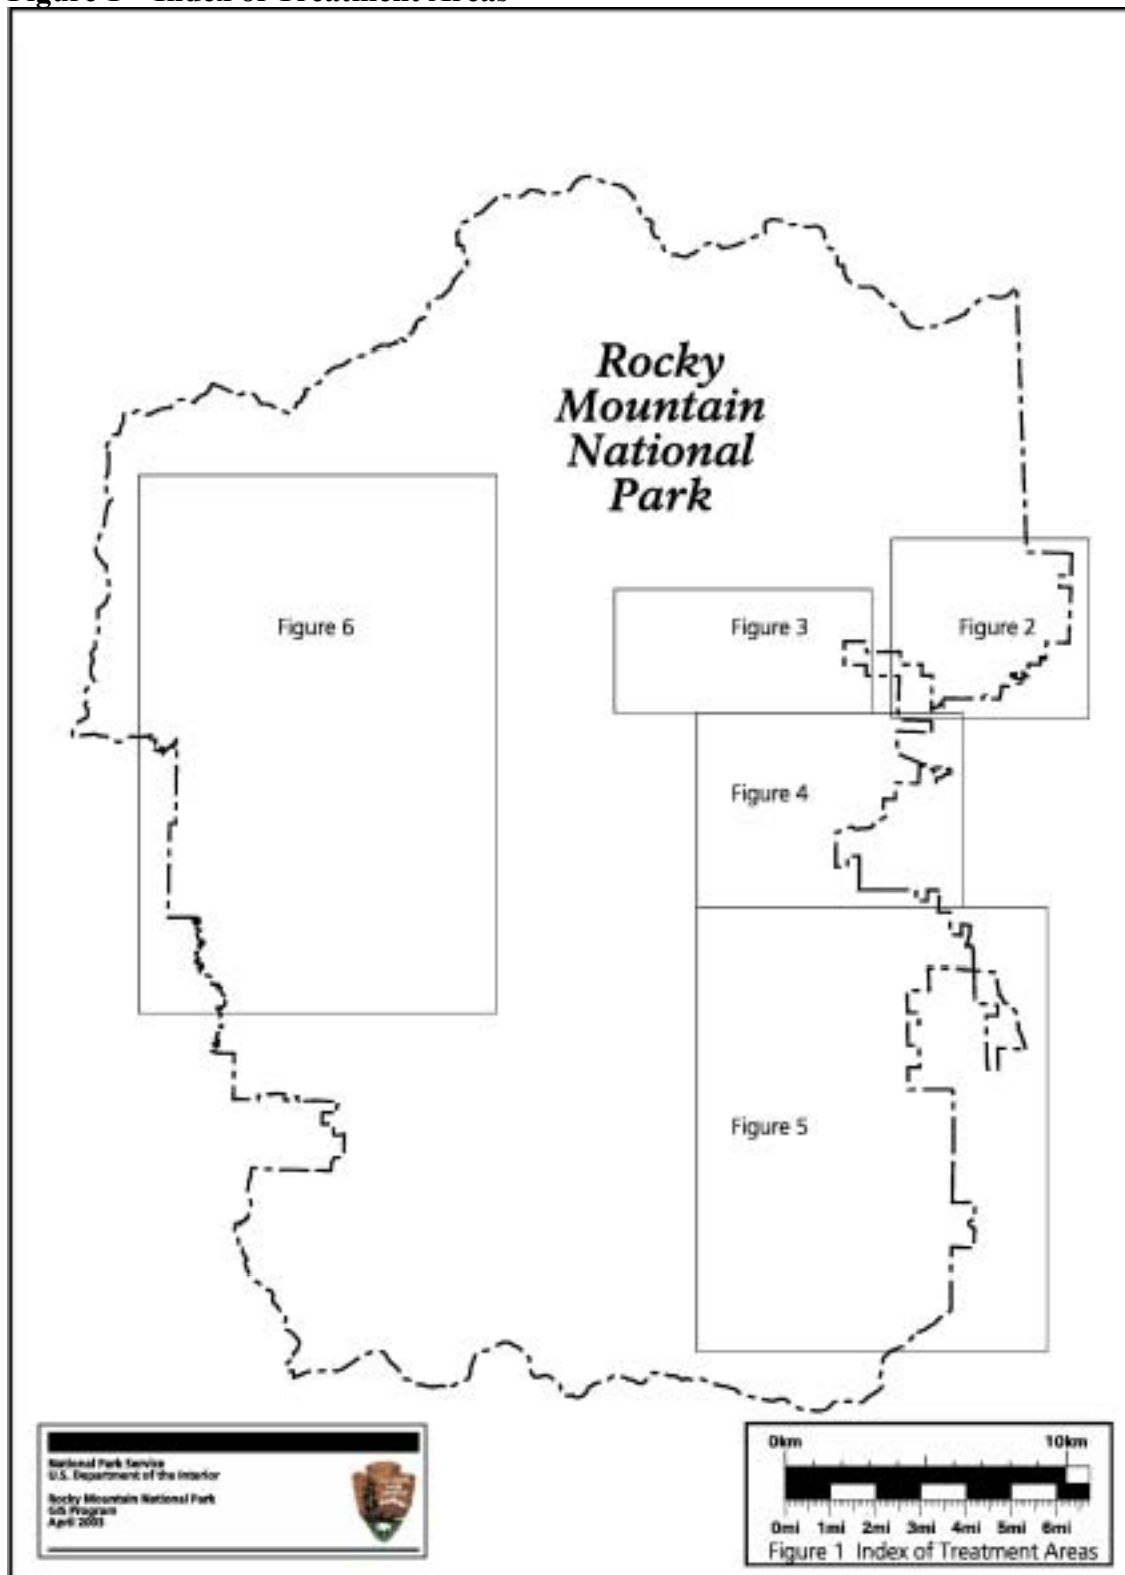 Figure 1 Index of Treatment Areas
Rocky
Mountain
National
Park
Figure 6
Figure 3
Figure 2
Figure 4
Figure 5
National Park Service
U.S. Department of the Interior
Rocky Mountain National Park
GIS Program
April 2003
0km 10km
0mi 1mi 2mi 3mi 4mi 5mi 6mi
Figure 1 Index of Treatment Areas